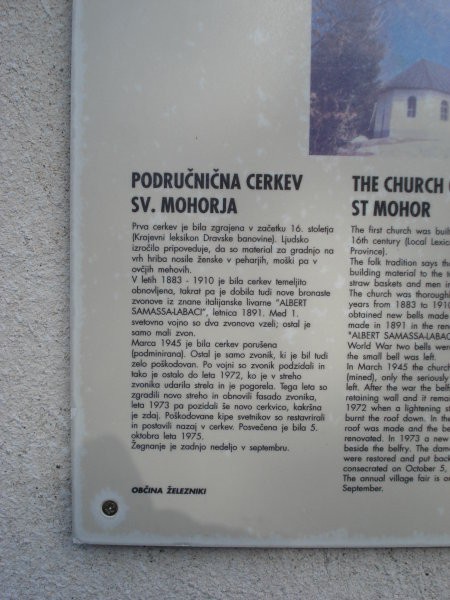 PODRUČNIČNA CERKEV
SV. MOHORJA
Prva cerkev je bila zgrajena v začetku 16. stoletja
(Krajevni leksikon Dravske banovine). Ljudsko
izročilo pripoveduje, da so material za gradnjo na
vrh hriba nosile ženske v peharjih, moški pa v
ovčjih mehovih.
V letih 1883 - 1910 je bila cerkev temeljito
obnovljena, takrat pa je dobila tudi nove bronaste
zvonove iz znane italijanske livarne "ALBERT
SAMASSA-LABACI", letnica 1891. Med 1.
svetovno vojno so dva zvonova vzeli; ostal je
samo mali zvon.
Marca 1945 je bila cerkev porušena
(podminirana). Ostal je samo zvonik, ki je bil tudi
zelo poškodovan. Po vojni so zvonik podzidali in
tako je ostalo do leta 1972, ko je v streho
zvonika udarila strela in je pogorela. Tega leta so
zgradili novo streho in obnovili fasado zvonika,
leta 1973 pa pozidali še novo cerkvico, kakršna
je zdaj. Poškodovane kipe svetnikov so restavrirali
in postavili nazaj v cerkev. Posvečena je bila 5.
oktobra leta 1975.
Žegnanje je zadnjo nedeljo v septembru.
OBČINA ŽELEZNIKI
THE CHURCH
ST MOHOR
The first church was built
16th century (Local Lexic
Province).
The folk tradition says tha
building material to the t
straw baskets and men in
The church was thorough
years from 1883 to 1910
obtained new bells made
made in 1891 in the ren
"ALBERT SAMASSA-LABAC
World War two bells were
the small bell was left.
In March 1945 the church
(mined), only the seriously
left. After the war the belf
retaining wall and it remai
1972 when a lightening st
burnt the roof down. In the
roof was made and the be
renovated. In 1973 a new
beside the belfry. The dam
were restored and put back
consecrated on October 5,
The annual village fair is o
September.